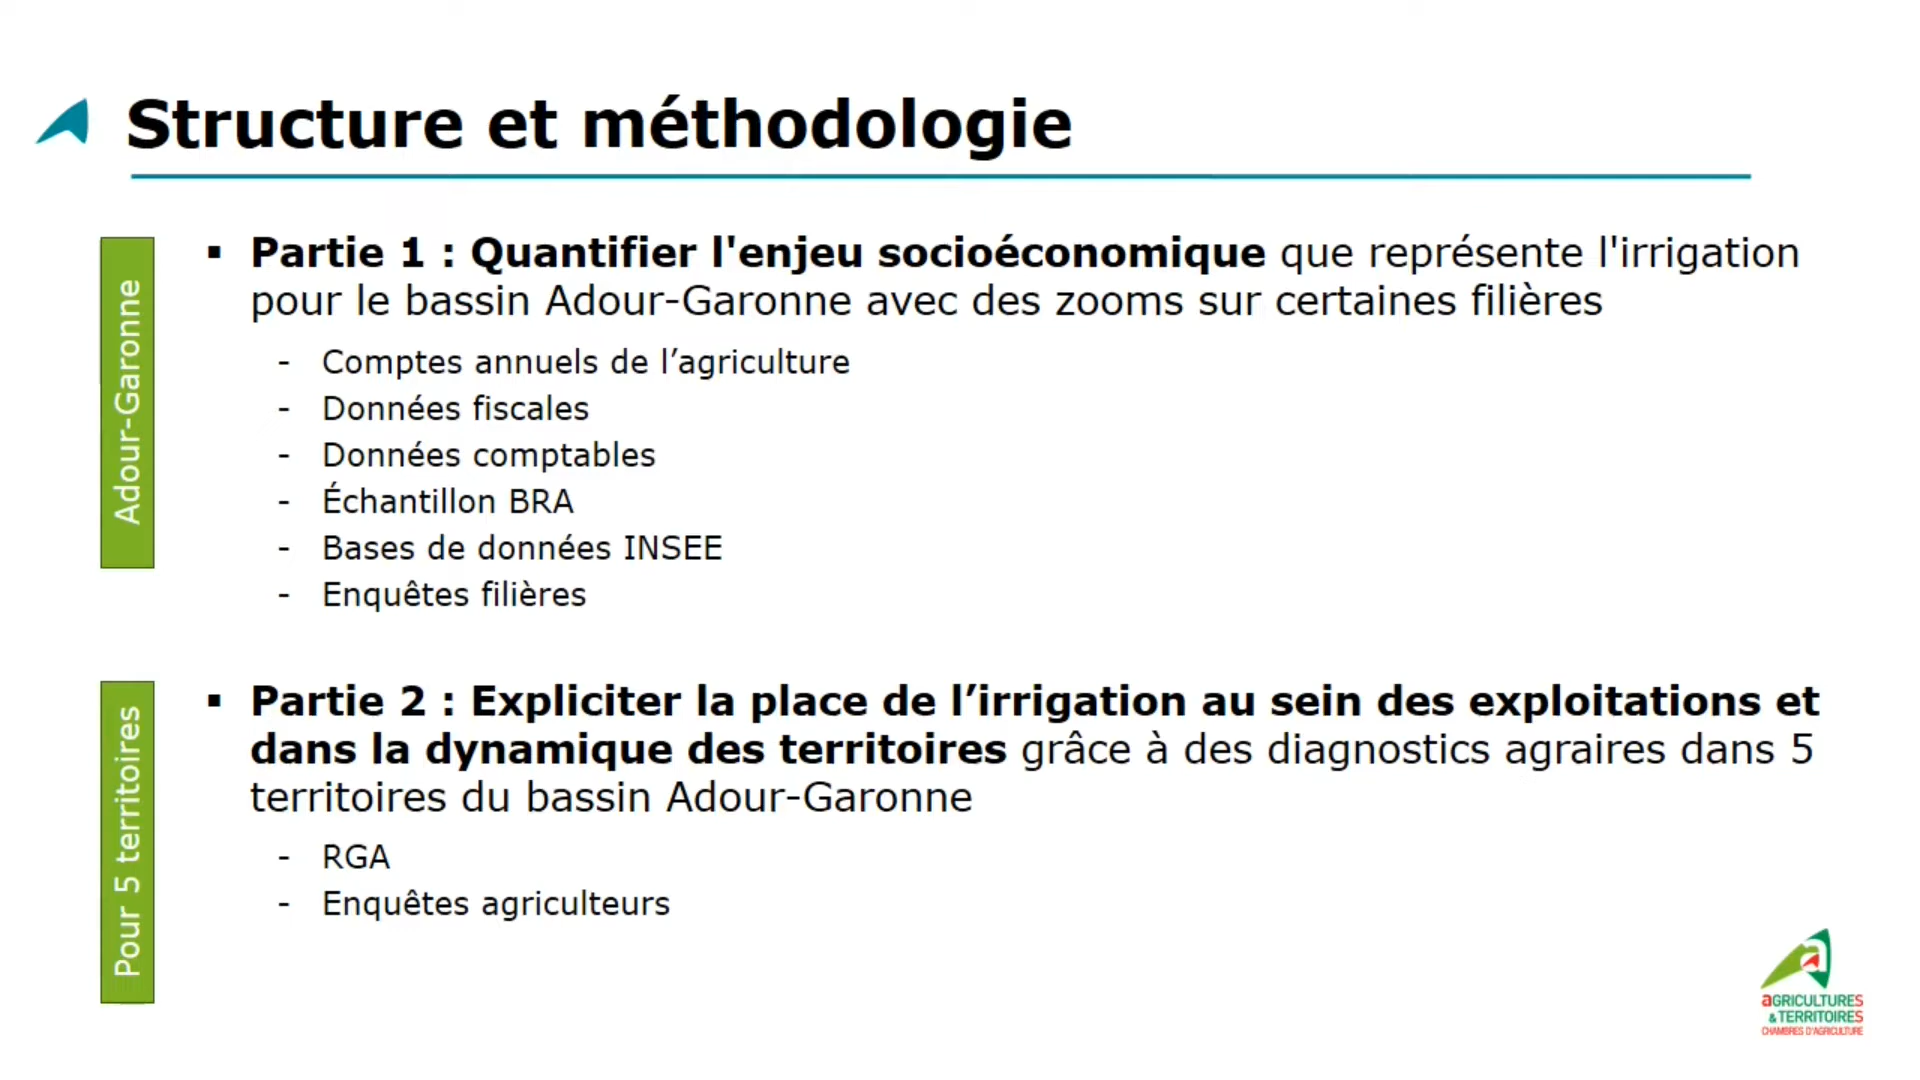 Structure et méthodologie
Adour-Garonne
▪ Partie 1 : Quantifier l'enjeu socioéconomique que représente l'irrigation
pour le bassin Adour-Garonne avec des zooms sur certaines filières
- Comptes annuels de l’agriculture
- Données fiscales
- Données comptables
- Échantillon BRA
- Bases de données INSEE
- Enquêtes filières
Pour 5 territoires
▪ Partie 2 : Expliciter la place de l’irrigation au sein des exploitations et
dans la dynamique des territoires grâce à des diagnostics agraires dans 5
territoires du bassin Adour-Garonne
- RGA
- Enquêtes agriculteurs
a
aGRICULTURES
& TERRITOIRES
CHAMBRES D'AGRICULTURE